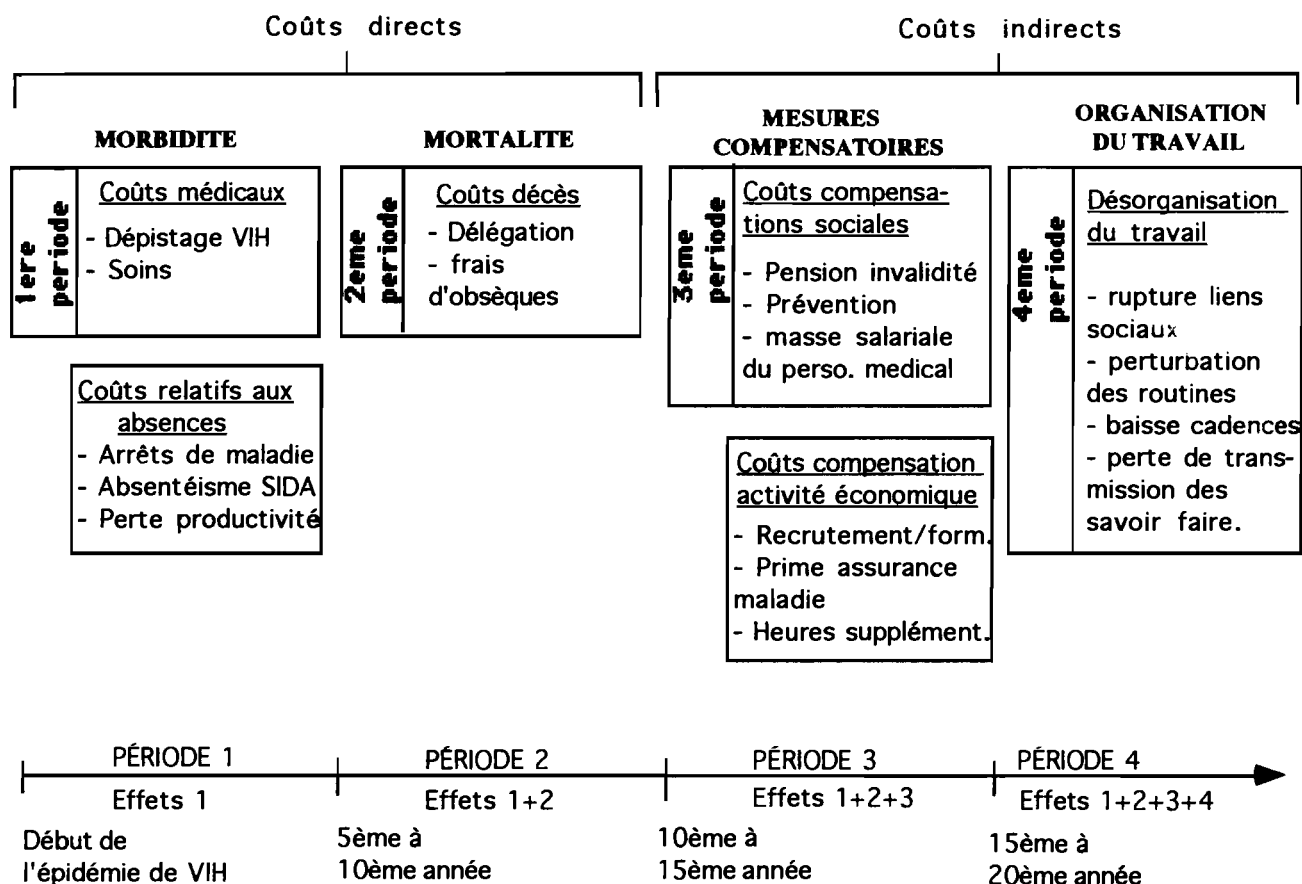 Coûts directs
Coûts indirects
MORBIDITE
1ere periode
Coûts médicaux
- Dépistage VIH
- Soins
Coûts relatifs aux
absences
- Arrêts de maladie
- Absentéisme SIDA
- Perte productivité
MORTALITE
2eme periode
Coûts décès
- Délégation
- frais
d'obsèques
MESURES
COMPENSATOIRES
3eme periode
Coûts compensa-
tions sociales
- Pension invalidité
- Prévention
- masse salariale
du perso. medical
Coûts compensation
activité économique
- Recrutement/form.
- Prime assurance
maladie
- Heures supplément.
ORGANISATION
DU TRAVAIL
4eme periode
Désorganisation
du travail
- rupture liens
sociaux
- perturbation
des routines
- baisse cadences
- perte de trans-
mission des
savoir faire.
PÉRIODE 1
PÉRIODE 2
PÉRIODE 3
PÉRIODE 4
Effets 1
Effets 1+2
Effets 1+2+3
Effets 1+2+3+4
Début de
l'épidémie de VIH
5ème à
10ème année
10ème à
15ème année
15ème à
20ème année